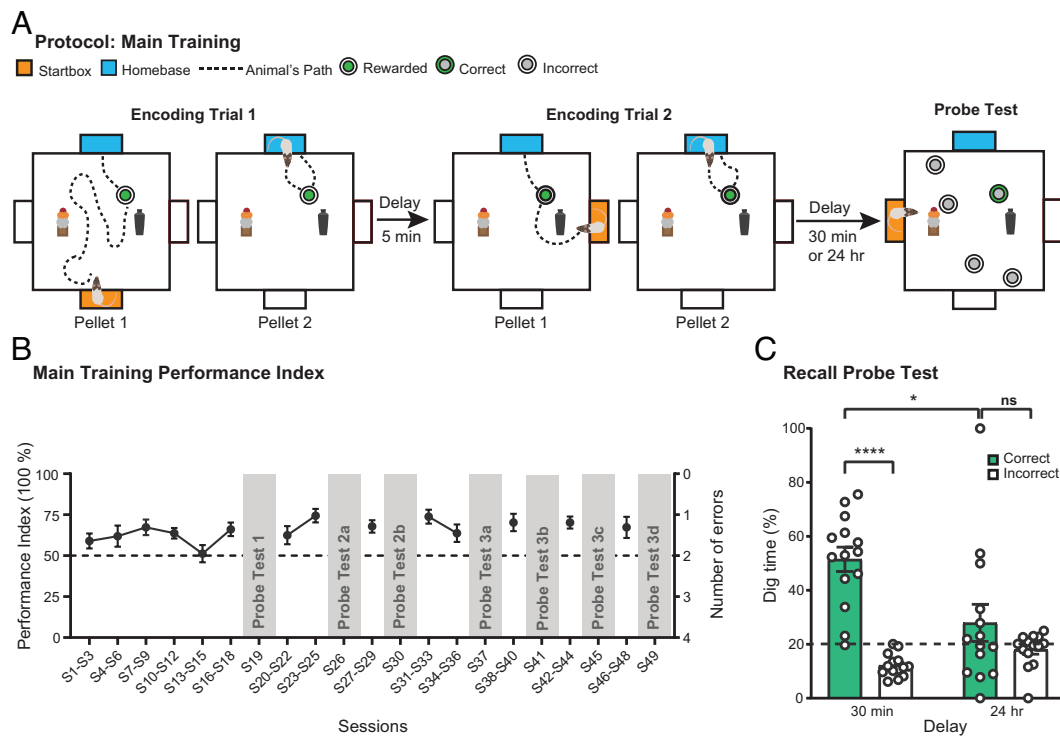 A
Protocol: Main Training
Startbox Homebase Animal's Path Rewarded Correct Incorrect
Encoding Trial 1 Encoding Trial 2 Probe Test
Delay
5 min
Delay
30 min
or 24 hr
Pellet 1 Pellet 2 Pellet 1 Pellet 2
B
Main Training Performance Index
Performance Index (100 %)
100
75
50
25
0
Probe Test 1
Probe Test 2a
Probe Test 2b
Probe Test 3a
Probe Test 3b
Probe Test 3c
Probe Test 3d
0
1
2
3
4
Number of errors
S1-S3
S4-S6
S7-S9
S10-S12
S13-S15
S16-S18
S19
S20-S22
S23-S25
S26
S27-S29
S30
S31-S33
S34-S36
S37
S38-S40
S41
S42-S44
S45
S46-S48
S49
Sessions
C
Recall Probe Test
* ns
****
Correct
Incorrect
Dig time (%)
100
80
60
40
20
0
30 min 24 hr
Delay